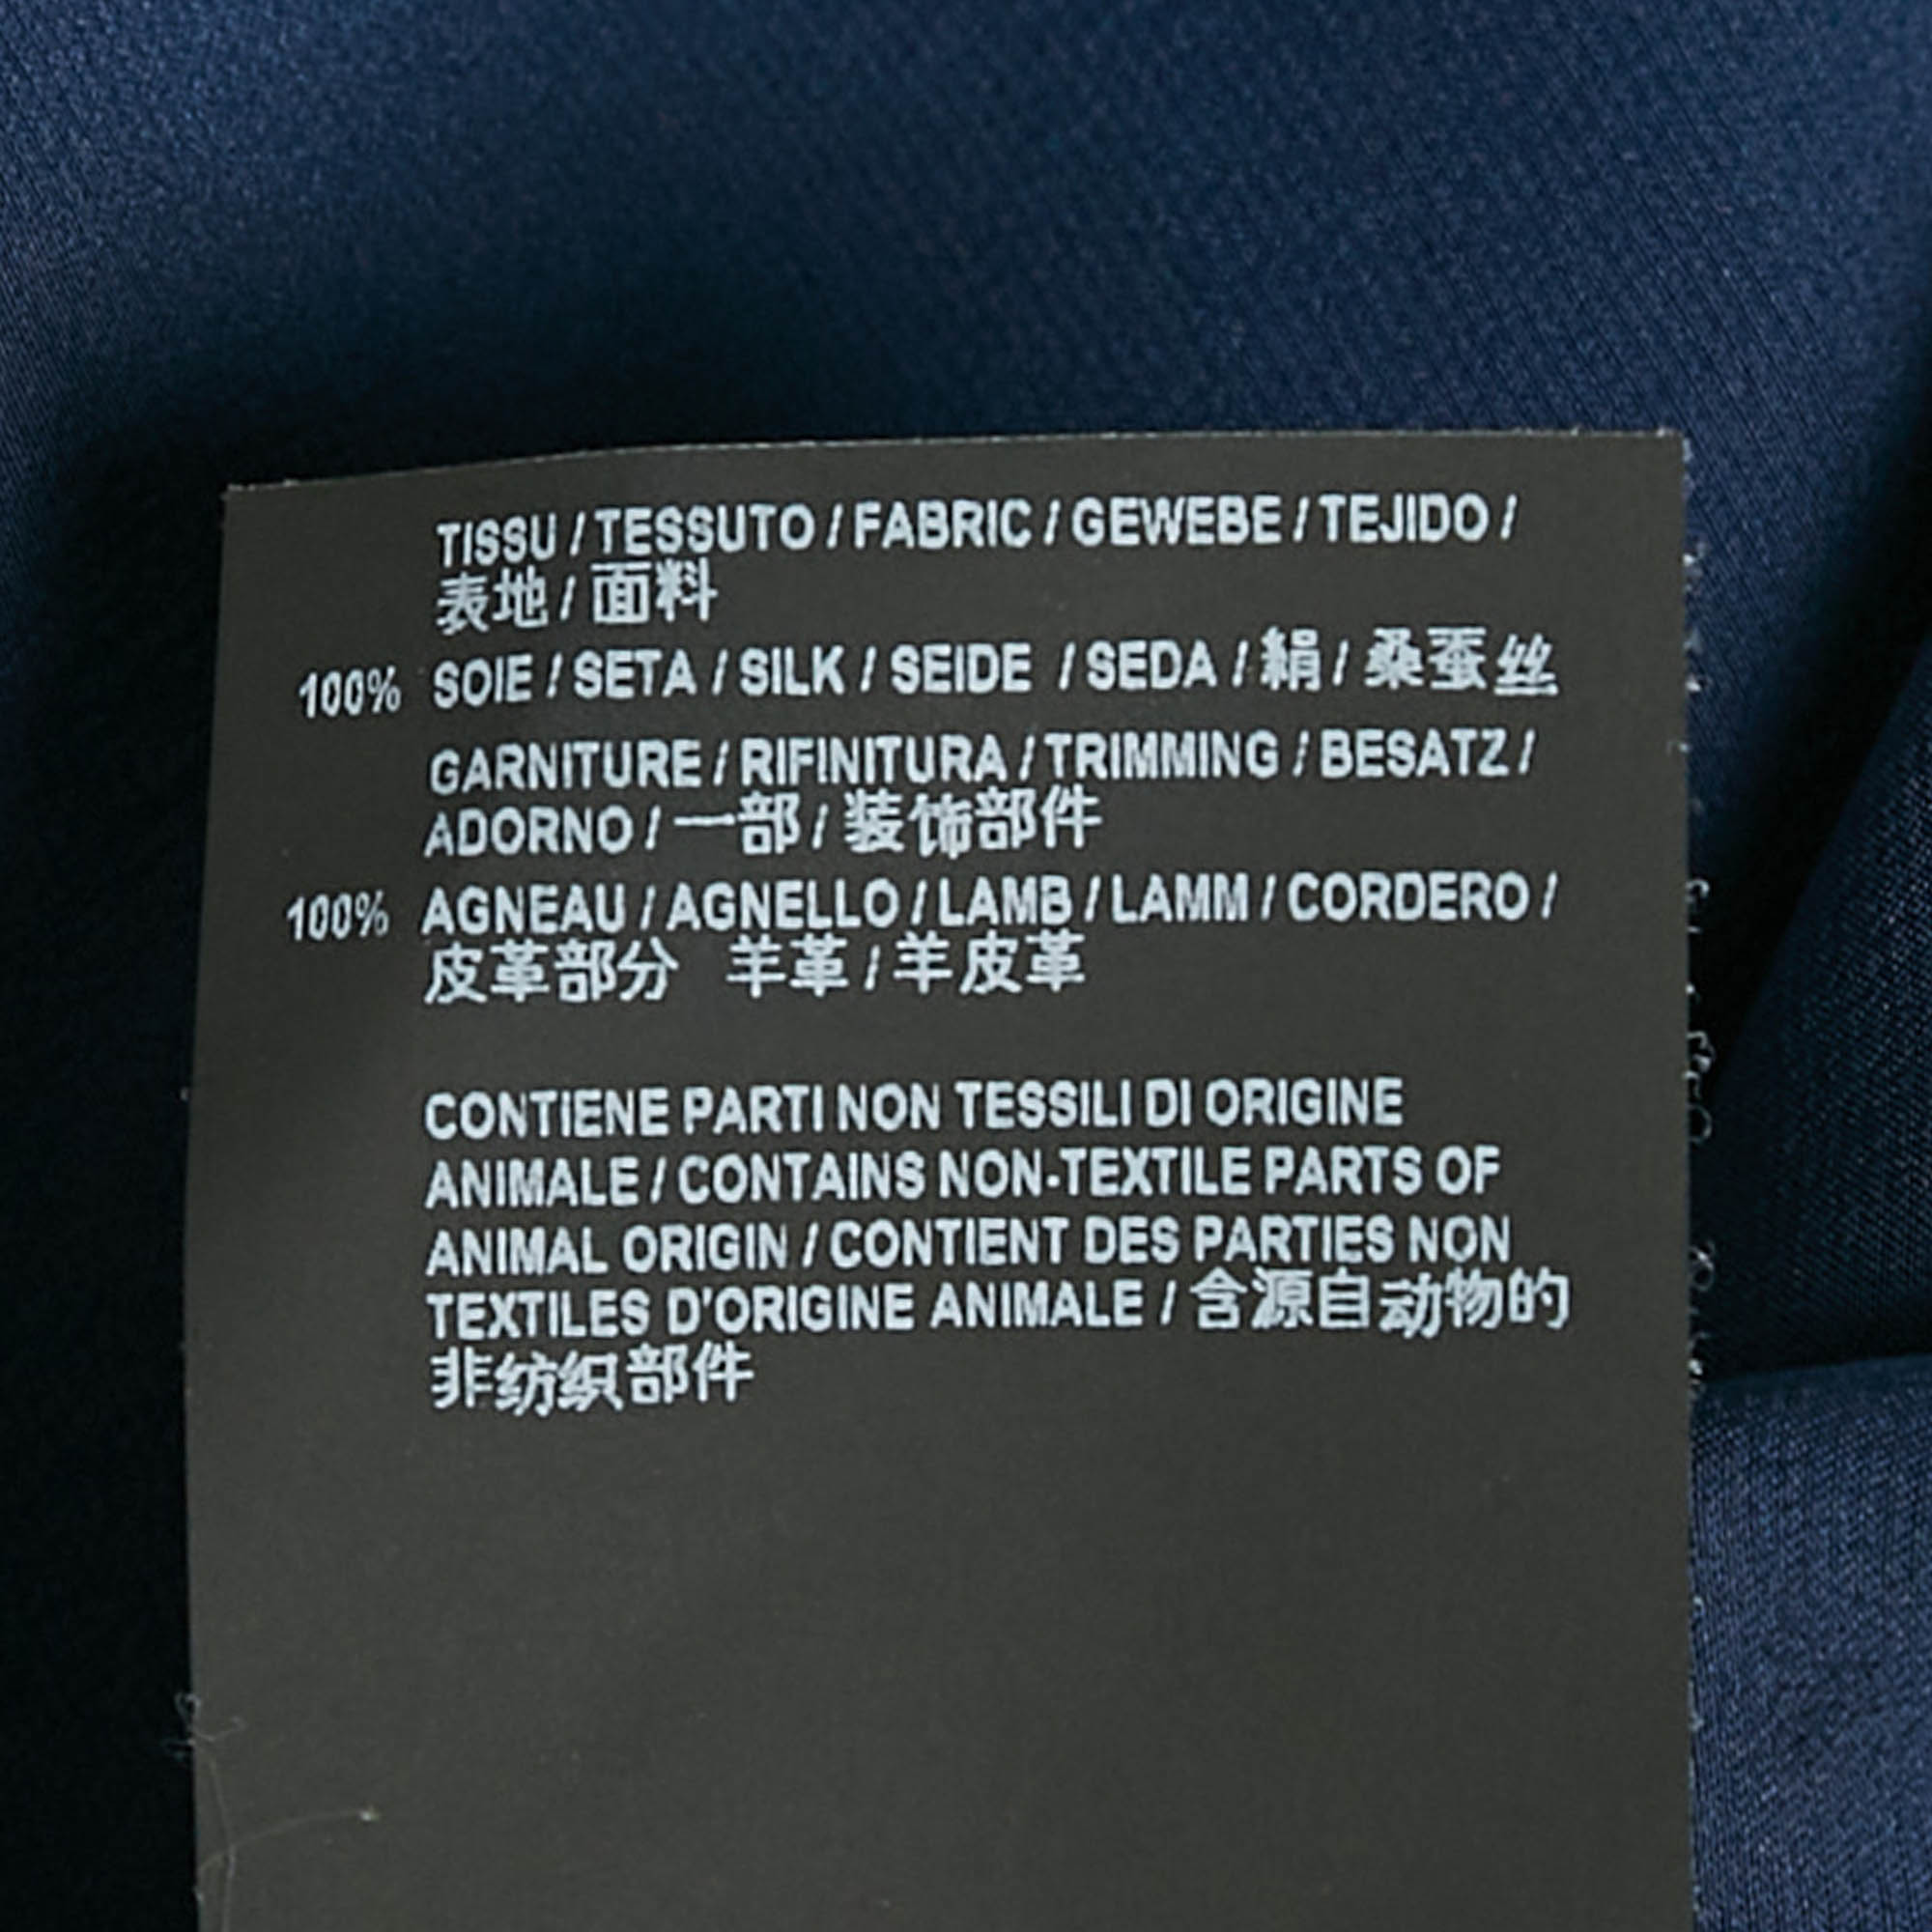 TISSU / TESSUTO / FABRIC / GEWEBE / TEJIDO /
表地 / 面料
100% SOIE / SETA / SILK / SEIDE / SEDA / 絹 / 桑蚕丝
GARNITURE / RIFINITURA / TRIMMING / BESATZ /
ADORNO / 一部 / 装饰部件
100% AGNEAU / AGNELLO / LAMB / LAMM / CORDERO /
皮革部分 羊革 / 羊皮革
CONTIENE PARTI NON TESSILI DI ORIGINE
ANIMALE / CONTAINS NON-TEXTILE PARTS OF
ANIMAL ORIGIN / CONTIENT DES PARTIES NON
TEXTILES D'ORIGINE ANIMALE / 含源自动物的
非纺织部件